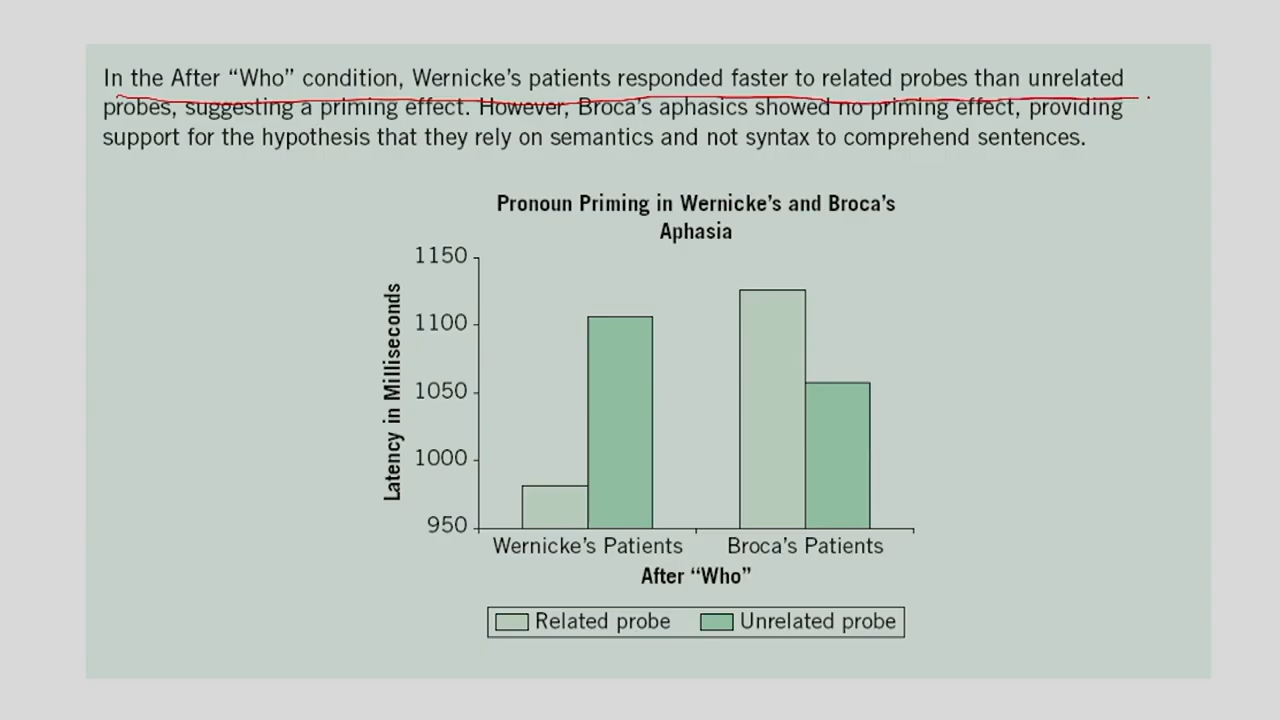 In the After “Who” condition, Wernicke’s patients responded faster to related probes than unrelated
probes, suggesting a priming effect. However, Broca’s aphasics showed no priming effect, providing
support for the hypothesis that they rely on semantics and not syntax to comprehend sentences.
Pronoun Priming in Wernicke’s and Broca’s
Aphasia
Latency in Milliseconds
1150
1100
1050
1000
950
Wernicke’s Patients
Broca’s Patients
After “Who”
Related probe
Unrelated probe